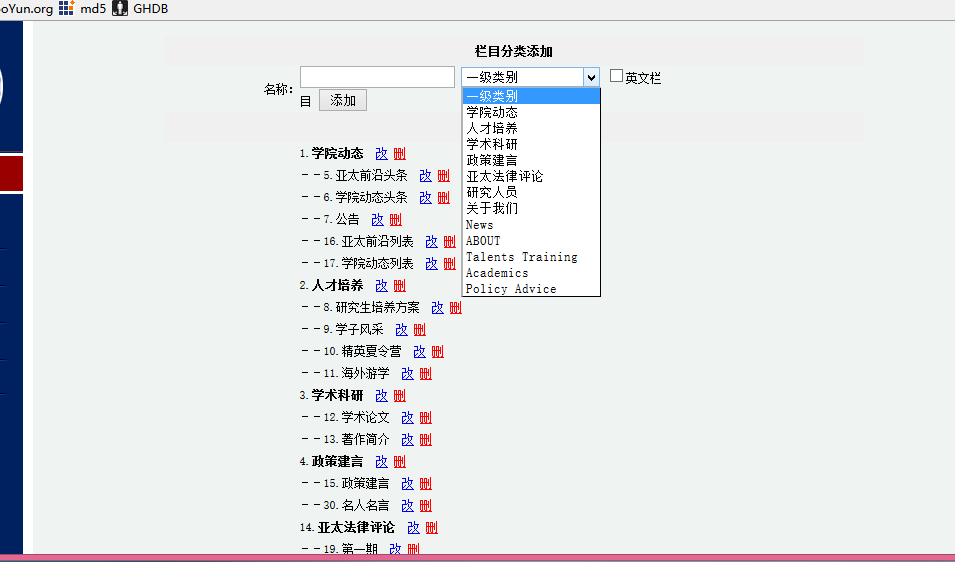 oYun.org md5 GHDB
栏目分类添加
名称： 一级类别 英文栏
目 添加
一级类别
学院动态
人才培养
学术科研
政策建言
亚太法律评论
研究人员
关于我们
News
ABOUT
Talents Training
Academics
Policy Advice
1. 学院动态 改 删
－－5. 亚太前沿头条 改 删
－－6. 学院动态头条 改 删
－－7. 公告 改 删
－－16. 亚太前沿列表 改 删
－－17. 学院动态列表 改 删
2. 人才培养 改 删
－－8. 研究生培养方案 改 删
－－9. 学子风采 改 删
－－10. 精英夏令营 改 删
－－11. 海外游学 改 删
3. 学术科研 改 删
－－12. 学术论文 改 删
－－13. 著作简介 改 删
4. 政策建言 改 删
－－15. 政策建言 改 删
－－30. 名人名言 改 删
14. 亚太法律评论 改 删
－－19. 第一期 改 删